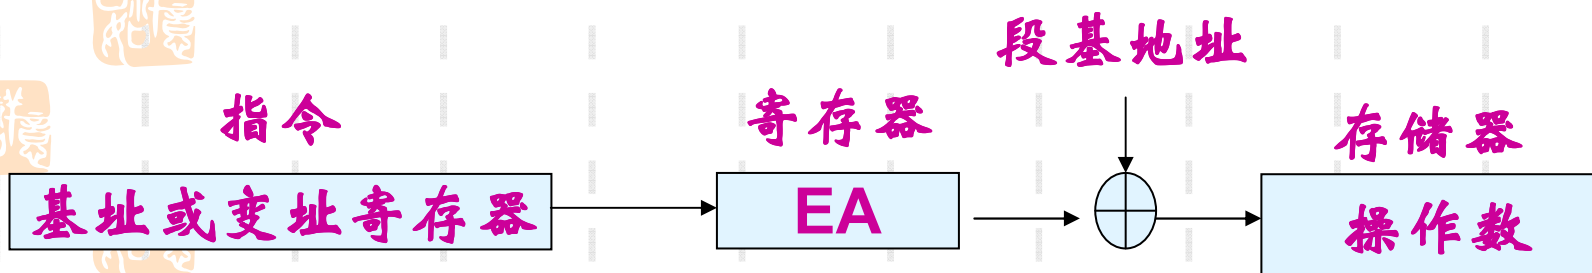 段基地址
指令
寄存器
存储器
基址或变址寄存器
EA
操作数